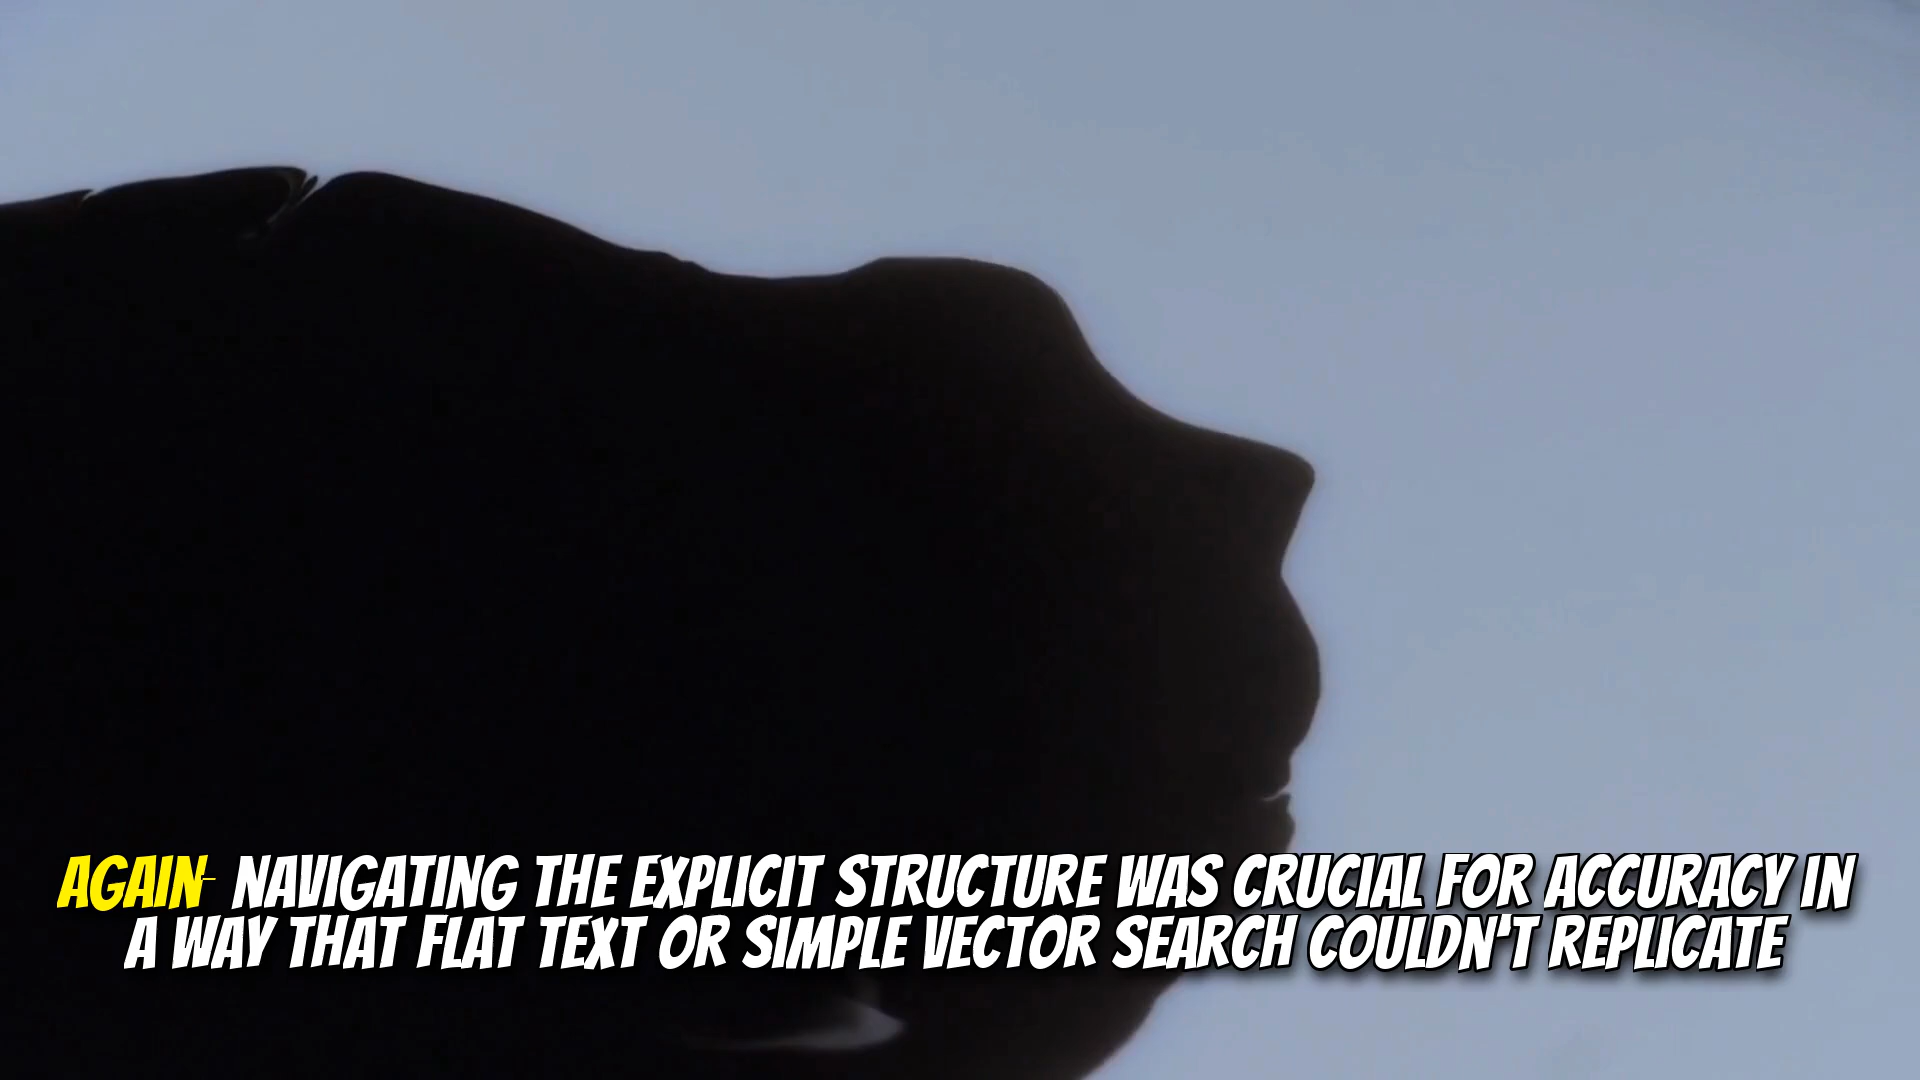 AGAIN- NAVIGATING THE EXPLICIT STRUCTURE WAS CRUCIAL FOR ACCURACY IN
A WAY THAT FLAT TEXT OR SIMPLE VECTOR SEARCH COULDN'T REPLICATE